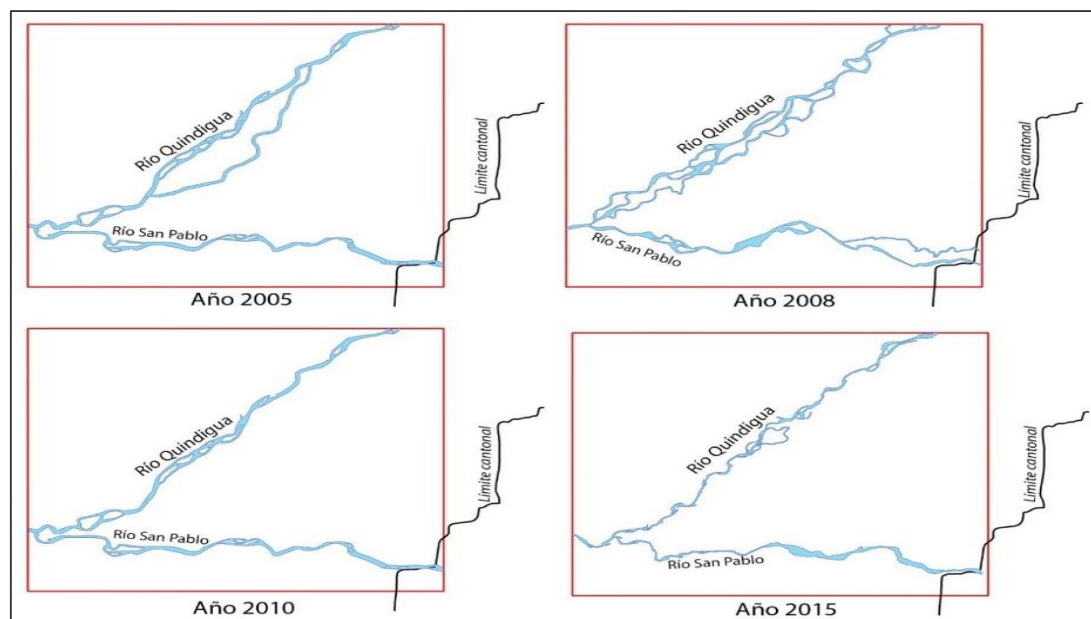 Río Quindigua
Río San Pablo
Límite cantonal
Año 2005
Río Quindigua
Río San Pablo
Límite cantonal
Año 2008
Río Quindigua
Río San Pablo
Límite cantonal
Año 2010
Río Quindigua
Río San Pablo
Límite cantonal
Año 2015